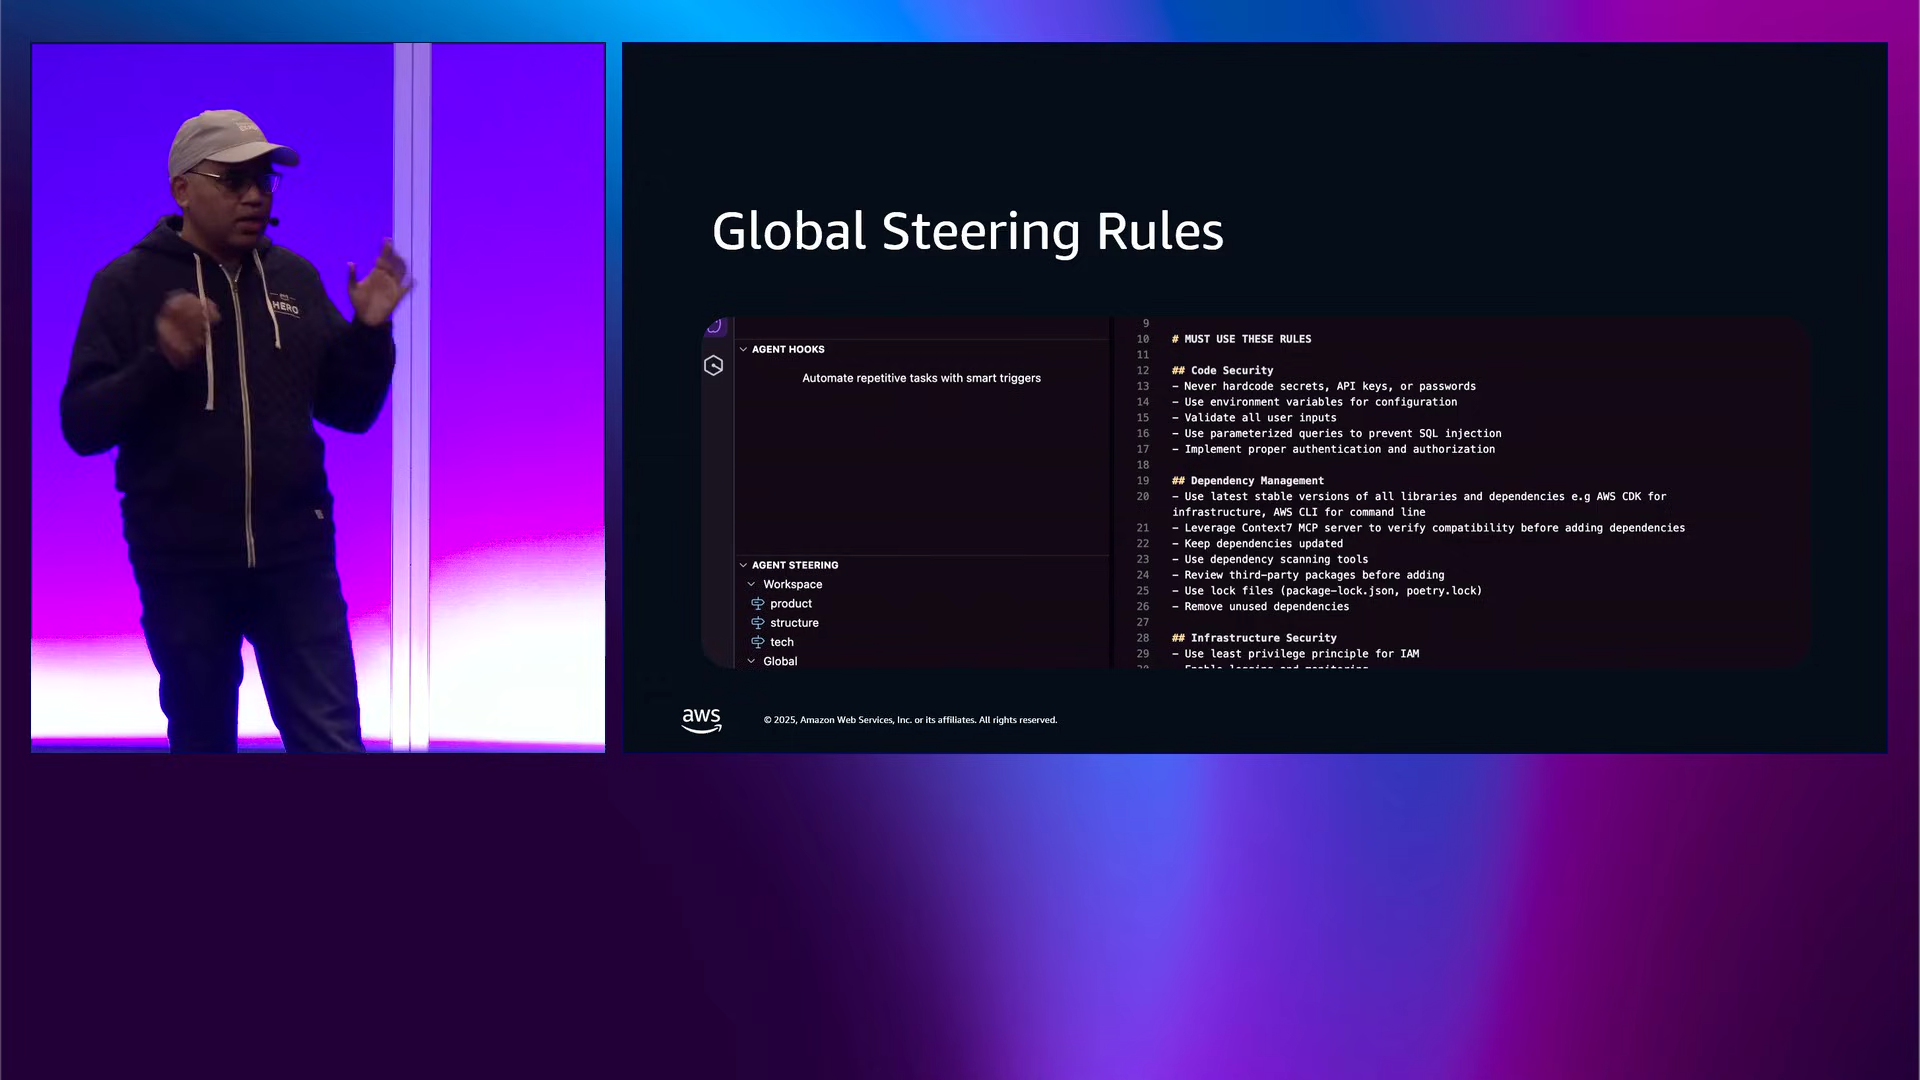 HERO
Global Steering Rules
AGENT HOOKS
Automate repetitive tasks with smart triggers
AGENT STEERING
Workspace
product
structure
tech
Global
9
10 # MUST USE THESE RULES
11
12 ## Code Security
13 - Never hardcode secrets, API keys, or passwords
14 - Use environment variables for configuration
15 - Validate all user inputs
16 - Use parameterized queries to prevent SQL injection
17 - Implement proper authentication and authorization
18
19 ## Dependency Management
20 - Use latest stable versions of all libraries and dependencies e.g AWS CDK for
infrastructure, AWS CLI for command line
21 - Leverage Context7 MCP server to verify compatibility before adding dependencies
22 - Keep dependencies updated
23 - Use dependency scanning tools
24 - Review third-party packages before adding
25 - Use lock files (package-lock.json, poetry.lock)
26 - Remove unused dependencies
27
28 ## Infrastructure Security
29 - Use least privilege principle for IAM
aws
© 2025, Amazon Web Services, Inc. or its affiliates. All rights reserved.